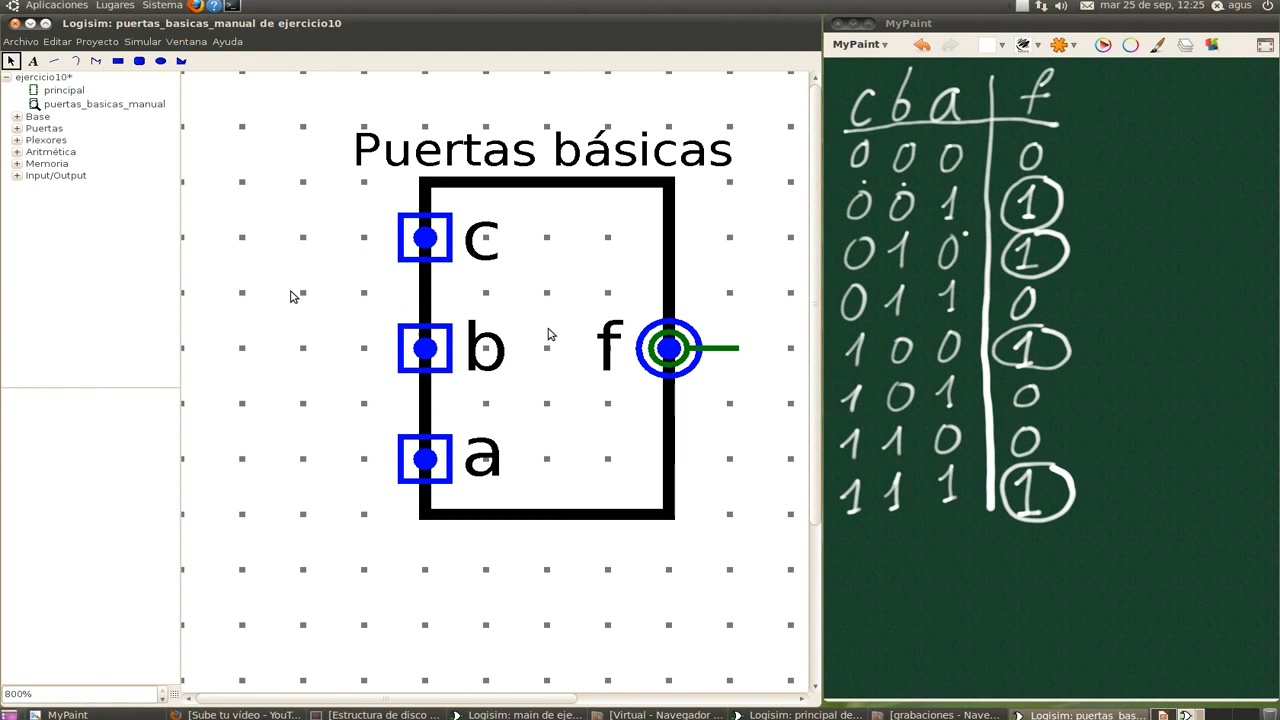 Aplicaciones Lugares Sistema
mar 25 de sep, 12:25 agus
Logisim: puertas_basicas_manual de ejercicio10
Archivo Editar Proyecto Simular Ventana Ayuda
A
ejercicio10*
principal
puertas_basicas_manual
Base
Puertas
Plexores
Aritmética
Memoria
Input/Output
Puertas básicas
c
b f
a
800%
MyPaint
MyPaint
c b a f
0 0 0 0
0 0 1 1
0 1 0 1
0 1 1 0
1 0 0 1
1 0 1 0
1 1 0 0
1 1 1 1
MyPaint
[Sube tu vídeo - YouT...
[Estructura de disco ...
Logisim: main de eje...
[Virtual - Navegador ...
Logisim: principal de...
[grabaciones - Nave...
Logisim: puertas_bas...